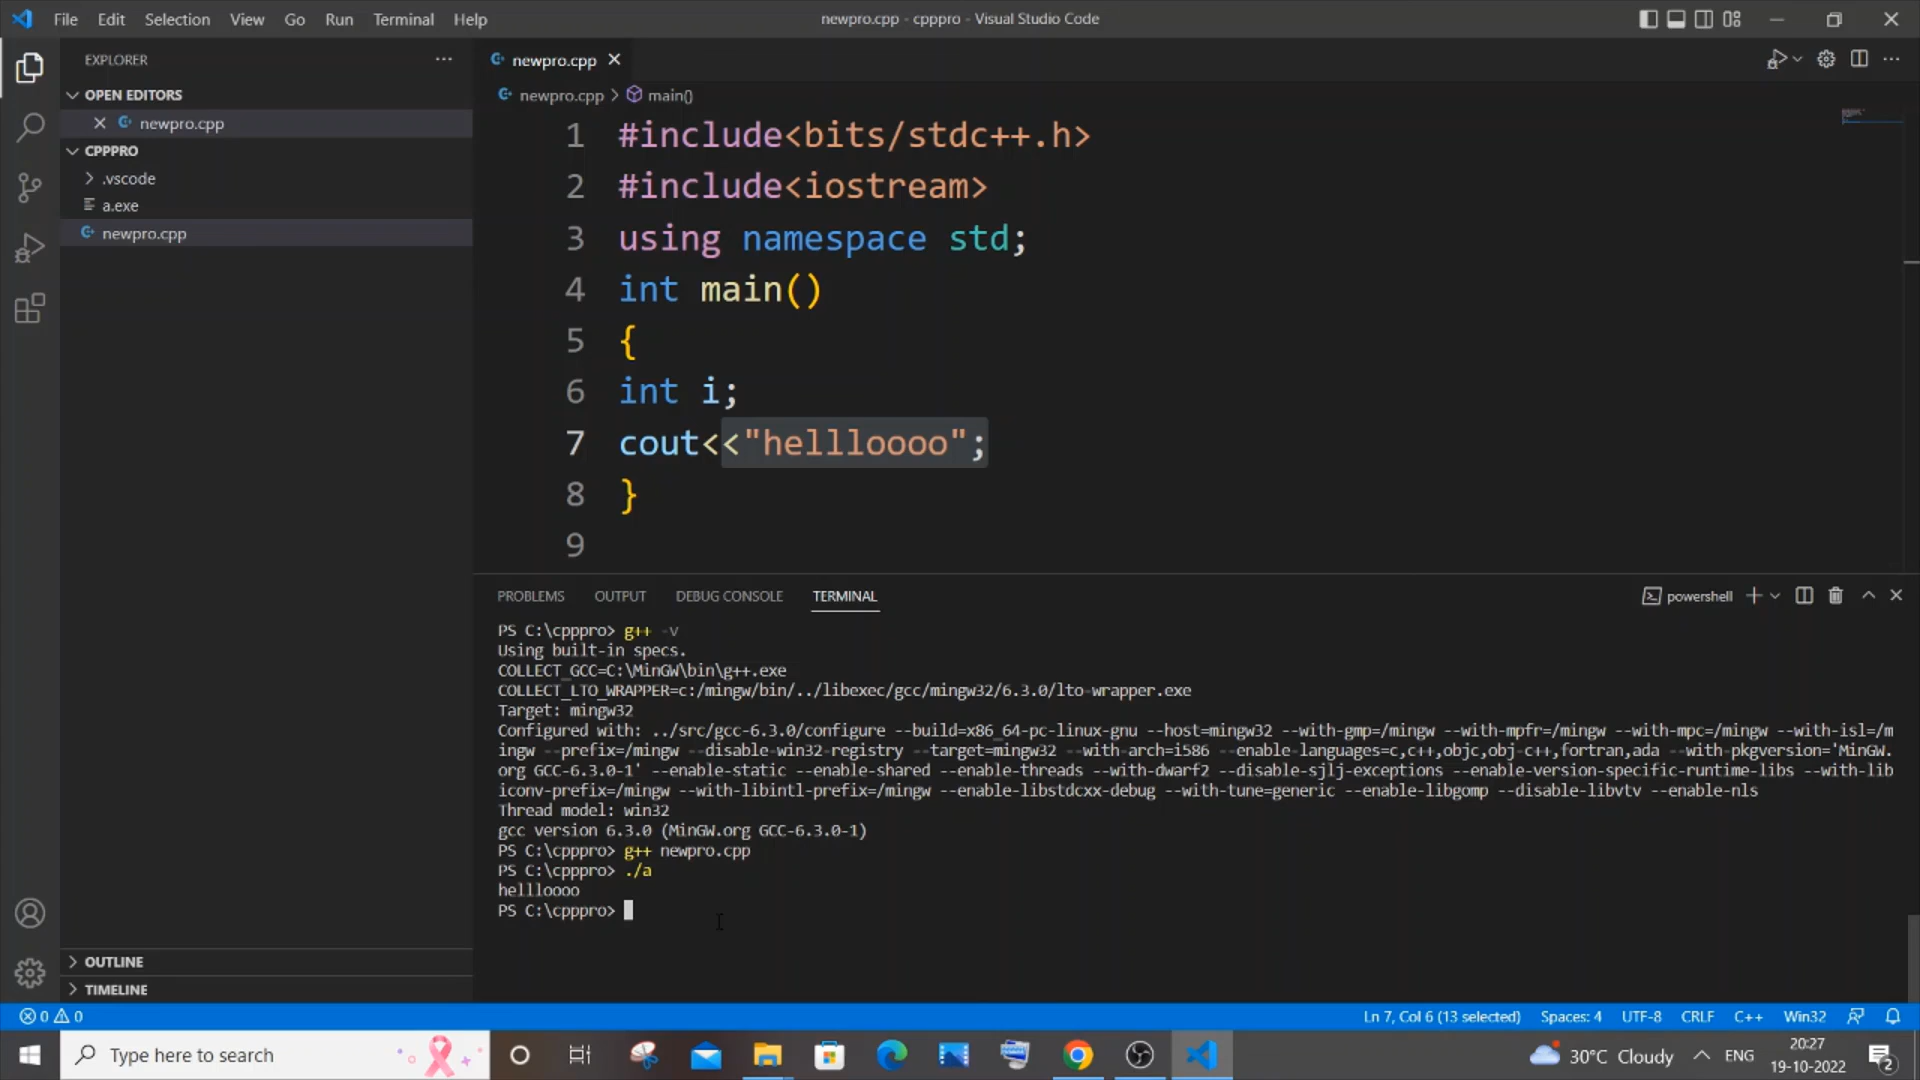 File Edit Selection View Go Run Terminal Help
newpro.cpp - cpppro - Visual Studio Code
EXPLORER
OPEN EDITORS
newpro.cpp
CPPPRO
.vscode
a.exe
newpro.cpp
OUTLINE
TIMELINE
newpro.cpp
newpro.cpp > main()
1 #include<bits/stdc++.h>
2 #include<iostream>
3 using namespace std;
4 int main()
5 {
6 int i;
7 cout<<"hellloooo";
8 }
9
PROBLEMS OUTPUT DEBUG CONSOLE TERMINAL
powershell
PS C:\cpppro> g++ -v
Using built-in specs.
COLLECT_GCC=C:\MinGW\bin\g++.exe
COLLECT_LTO_WRAPPER=c:/mingw/bin/../libexec/gcc/mingw32/6.3.0/lto-wrapper.exe
Target: mingw32
Configured with: ../src/gcc-6.3.0/configure --build=x86_64-pc-linux-gnu --host=mingw32 --with-gmp=/mingw --with-mpfr=/mingw --with-mpc=/mingw --with-isl=/m
ingw --prefix=/mingw --disable-win32-registry --target=mingw32 --with-arch=i586 --enable-languages=c,c++,objc,obj-c++,fortran,ada --with-pkgversion='MinGW.
org GCC-6.3.0-1' --enable-static --enable-shared --enable-threads --with-dwarf2 --disable-sjlj-exceptions --enable-version-specific-runtime-libs --with-lib
iconv-prefix=/mingw --with-libintl-prefix=/mingw --enable-libstdcxx-debug --with-tune=generic --enable-libgomp --disable-libvtv --enable-nls
Thread model: win32
gcc version 6.3.0 (MinGW.org GCC-6.3.0-1)
PS C:\cpppro> g++ newpro.cpp
PS C:\cpppro> ./a
hellloooo
PS C:\cpppro>
0 0
Ln 7, Col 6 (13 selected) Spaces: 4 UTF-8 CRLF C++ Win32
Type here to search
30°C Cloudy
ENG
20:27
19-10-2022
2